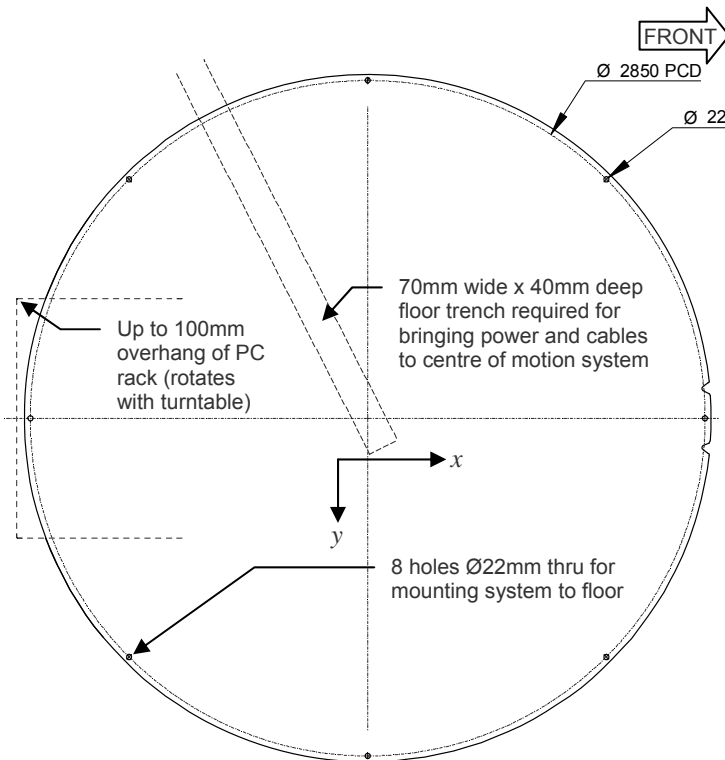 FRONT
Ø 2850 PCD
Ø 22
70mm wide x 40mm deep
floor trench required for
bringing power and cables
to centre of motion system
Up to 100mm
overhang of PC
rack (rotates
with turntable)
x
y
8 holes Ø22mm thru for
mounting system to floor